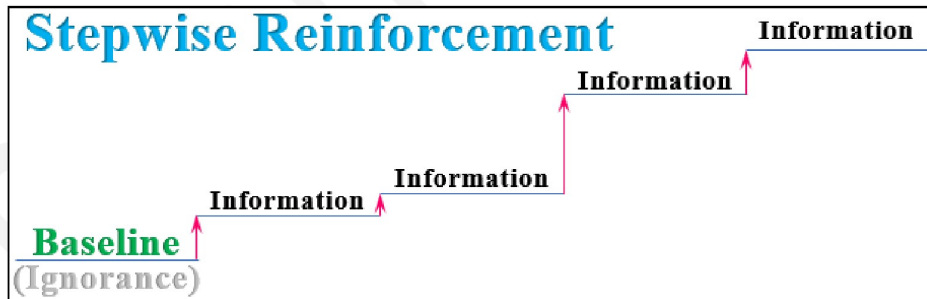 Stepwise Reinforcement
Information
Information
Information
Information
Baseline
(Ignorance)